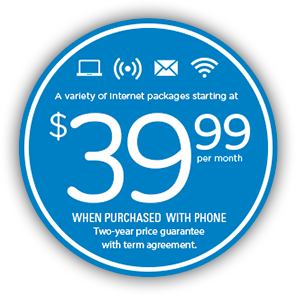 A variety of Internet packages starting at
$39.99
per month
WHEN PURCHASED WITH PHONE
Two-year price guarantee
with term agreement.